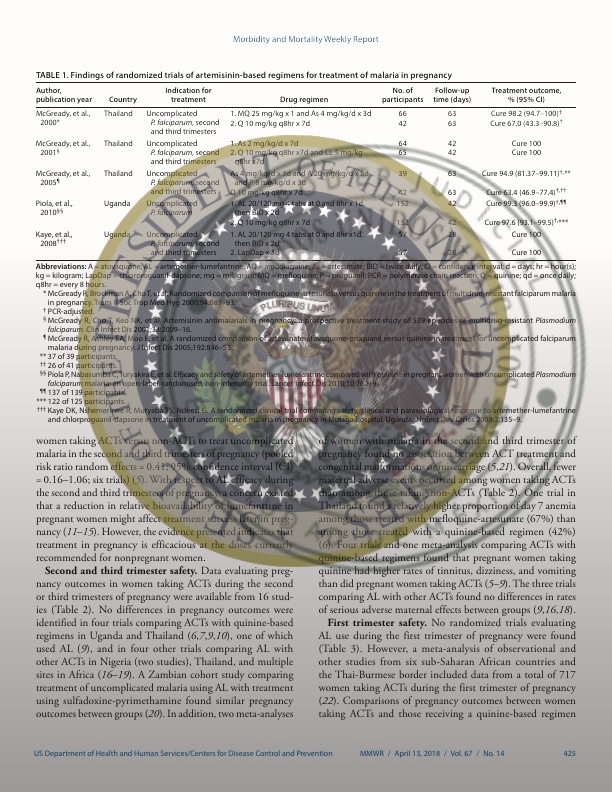 Morbidity and Mortality Weekly Report
TABLE 1. Findings of randomized trials of artemisinin-based regimens for treatment of malaria in pregnancy
Author, publication year Country Indication for treatment Drug regimen No. of participants Follow-up time (days) Treatment outcome, % (95% CI)
McGready, et al., 2000* Thailand Uncomplicated P. falciparum, second and third trimesters
1. MQ 25 mg/kg x 1 and As 4 mg/kg/d x 3d 66 63 Cure 98.2 (94.7–100)†
2. Q 10 mg/kg q8hr x7d 42 63 Cure 67.0 (43.3–90.8)†
McGready, et al., 2001§ Thailand Uncomplicated P. falciparum, second and third trimesters
1. As 2 mg/kg/d x 7d 64 42 Cure 100
2. Q 10 mg/kg q8hr x7d and Cl 5 mg/kg q8hr x7d 65 42 Cure 100
McGready, et al., 2005¶ Thailand Uncomplicated P. falciparum, second and third trimesters
As 4 mg/kg/d x 3d and A 20 mg/kg/d x 3d and P 8 mg/kg/d x 3d 63 Cure 94.9 (81.37–99.11)†,**
Q 10 mg/kg q8hr x 7d 42 63 Cure 63.4 (46.9–77.4)†,††
Piola, et al., 2010§§ Uganda Uncomplicated P. falciparum
1. AL 20/120 mg 4 tabs at 0 and 8hr x 1d, then BID x 2d 152 42 Cure 99.3 (96.0–99.9)†,¶¶
2. Q 10 mg/kg q8hr x 7d 152 42 Cure 97.6 (93.1–99.5)†,***
Kaye, et al., 2008††† Uganda Uncomplicated P. falciparum, second and third trimesters
1. AL 20/120 mg 4 tabs at 0 and 8hr x1d, then BID x 2d 57 28 Cure 100
2. LapDap x 3d 28 Cure 100
Abbreviations: A = atovaquone; AL = artemether-lumefantrine; AQ = amodiaquine; As = artesunate; BID = twice daily; CI = confidence interval; d = days; hr = hour(s);
kg = kilogram; LapDap = chlorproguanil-dapsone; mg = milligram; MQ = mefloquine; P = proguanil; PCR = polymerase chain reaction; Q = quinine; qd = once daily;
q8hr = every 8 hours.
* McGready R, Brockman A, Cho T, et al. Randomized comparison of mefloquine-artesunate versus quinine in the treatment of multidrug-resistant falciparum malaria
in pregnancy. Trans R Soc Trop Med Hyg 2000;94:689–93.
† PCR-adjusted.
§ McGready R, Cho T, Keo NK, et al. Artemisinin antimalarials in pregnancy: a prospective treatment study of 539 episodes of multidrug-resistant Plasmodium
falciparum. Clin Infect Dis 2001;33:2009–16.
¶ McGready R, Ashley EA, Moo E, et al. A randomized comparison of artesunate-atovaquone-proguanil versus quinine in treatment for uncomplicated falciparum
malaria during pregnancy. J Infect Dis 2005;192:846–53.
** 37 of 39 participants.
†† 26 of 41 participants.
§§ Piola P, Nabasumba C, Turyakira E, et al. Efficacy and safety of artemether-lumefantrine compared with quinine in pregnant women with uncomplicated Plasmodium
falciparum malaria: an open-label, randomised, non-inferiority trial. Lancet Infect Dis 2010;10:762–9.
¶¶ 137 of 139 participants.
*** 122 of 125 participants.
††† Kaye DK, Nshemerirwe R, Mutyaba TS, Ndeezi G. A randomized clinical trial comparing safety, clinical and parasitological response to artemether-lumefantrine
and chlorproguanil-dapsone in treatment of uncomplicated malaria in pregnancy in Mulago hospital, Uganda.
women taking ACTs versus non-ACTs to treat uncomplicated
malaria in the second and third trimester of pregnancy (pooled
risk ratio random effects = 0.41; 95% confidence interval (CI)
= 0.16–1.06; six trials) (5). With respect to AL efficacy during
the second and third trimesters of pregnancy, a concern existed
that a reduction in relative bioavailability of lumefantrine in
pregnant women might affect treatment success later in preg-
nancy (11–15). However, the evidence presented indicates that
treatment in pregnancy is efficacious at the doses currently
recommended for nonpregnant women.
Second and third trimester safety. Data evaluating preg-
nancy outcomes in women taking ACTs during the second
or third trimesters of pregnancy were available from 16 stud-
ies (Table 2). No differences in pregnancy outcomes were
identified in four trials comparing ACTs with quinine-based
regimens in Uganda and Thailand (6,7,9,10), one of which
used AL (9), and in four other trials comparing AL with
other ACTs in Nigeria (two studies), Thailand, and multiple
sites in Africa (16–19). A Zambian cohort study comparing
treatment of uncomplicated malaria using AL with treatment
using sulfadoxine-pyrimethamine found similar pregnancy
outcomes between groups (20). In addition, two meta-analyses
of women with malaria in the second and third trimester of
pregnancy found no association between ACT treatment and
congenital malformations or miscarriage (5,21). Overall, fewer
maternal adverse events occurred among women taking ACTs
than among those taking non-ACTs (Table 2). One trial in
Thailand found a relatively higher proportion of day 7 anemia
among those treated with mefloquine-artesunate (67%) than
among those treated with a quinine-based regimen (42%)
(6). Four trials and one meta-analysis comparing ACTs with
quinine-based regimens found that pregnant women taking
quinine had higher rates of tinnitus, dizziness, and vomiting
than did pregnant women taking ACTs (5–9). The three trials
comparing AL with other ACTs found no differences in rates
of serious adverse maternal effects between groups (9,16,18).
First trimester safety. No randomized trials evaluating
AL use during the first trimester of pregnancy were found
(Table 3). However, a meta-analysis of observational and
other studies from six sub-Saharan African countries and
the Thai-Burmese border included data from a total of 717
women taking ACTs during the first trimester of pregnancy
(22). Comparisons of pregnancy outcomes between women
taking ACTs and those receiving a quinine-based regimen
US Department of Health and Human Services/Centers for Disease Control and Prevention MMWR / April 13, 2018 / Vol. 67 / No. 14 425